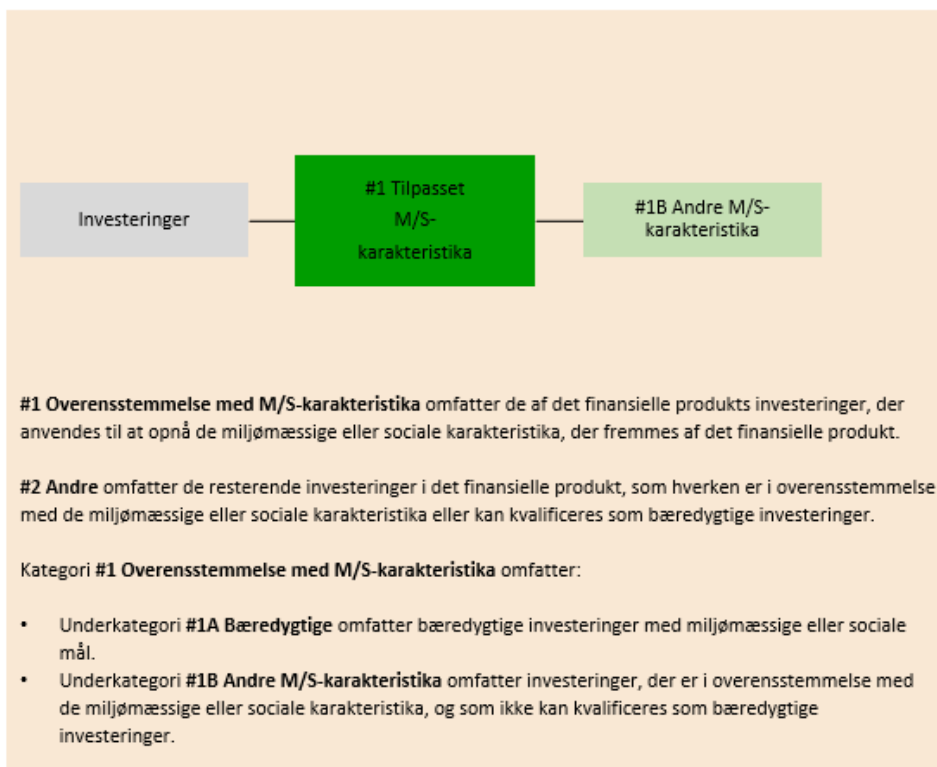 Investeringer
#1 Tilpasset
M/S-
karakteristika
#1B Andre M/S-
karakteristika
#1 Overensstemmelse med M/S-karakteristika omfatter de af det finansielle produkts investeringer, der
anvendes til at opnå de miljømæssige eller sociale karakteristika, der fremmes af det finansielle produkt.
#2 Andre omfatter de resterende investeringer i det finansielle produkt, som hverken er i overensstemmelse
med de miljømæssige eller sociale karakteristika eller kan kvalificeres som bæredygtige investeringer.
Kategori #1 Overensstemmelse med M/S-karakteristika omfatter:
• Underkategori #1A Bæredygtige omfatter bæredygtige investeringer med miljømæssige eller sociale
mål.
• Underkategori #1B Andre M/S-karakteristika omfatter investeringer, der er i overensstemmelse med
de miljømæssige eller sociale karakteristika, og som ikke kan kvalificeres som bæredygtige
investeringer.